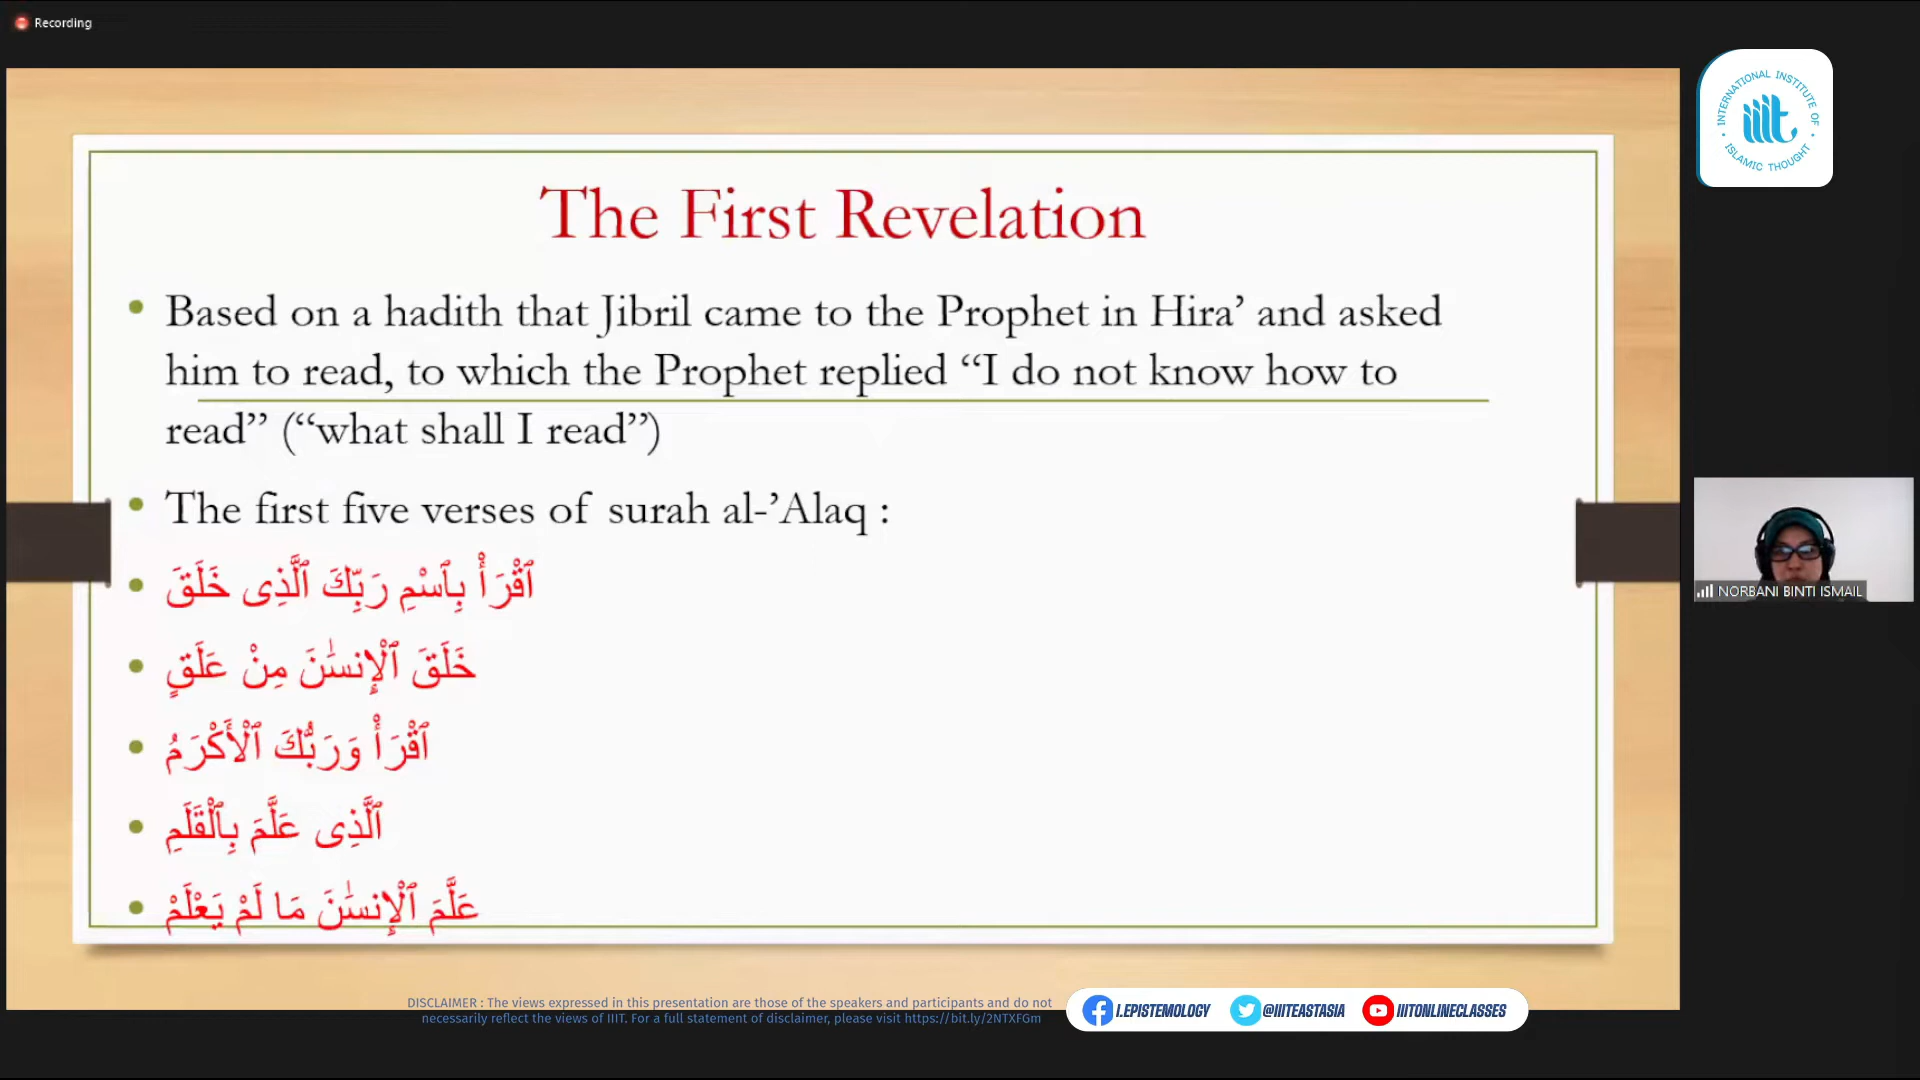 Recording
INTERNATIONAL INSTITUTE OF
iiit
ISLAMIC THOUGHT
The First Revelation
• Based on a hadith that Jibril came to the Prophet in Hira’ and asked
him to read, to which the Prophet replied “I do not know how to
read” (“what shall I read”)
• The first five verses of surah al-’Alaq :
• ٱقْرَأْ بِٱسْمِ رَبِّكَ ٱلَّذِى خَلَقَ
• خَلَقَ ٱلْإِنسَٰنَ مِنْ عَلَقٍ
• ٱقْرَأْ وَرَبُّكَ ٱلْأَكْرَمُ
• ٱلَّذِى عَلَّمَ بِٱلْقَلَمِ
• عَلَّمَ ٱلْإِنسَٰنَ مَا لَمْ يَعْلَمْ
NORBANI BINTI ISMAIL
DISCLAIMER : The views expressed in this presentation are those of the speakers and participants and do not
necessarily reflect the views of IIIT. For a full statement of disclaimer, please visit https://bit.ly/2NTXFGm
I.EPISTEMOLOGY
@IIITEASTASIA
IIITONLINECLASSES